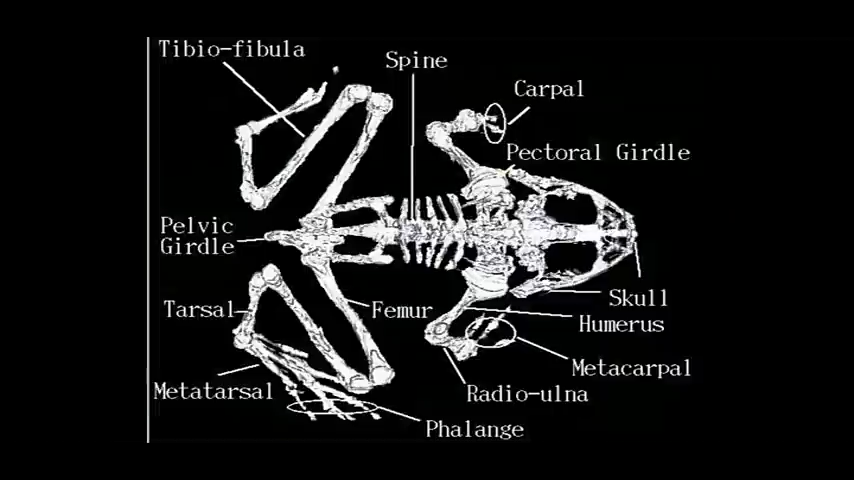 Tibio-fibula
Spine
Carpal
Pectoral Girdle
Pelvic
Girdle
Skull
Tarsal
Femur
Humerus
Metacarpal
Metatarsal
Radio-ulna
Phalange